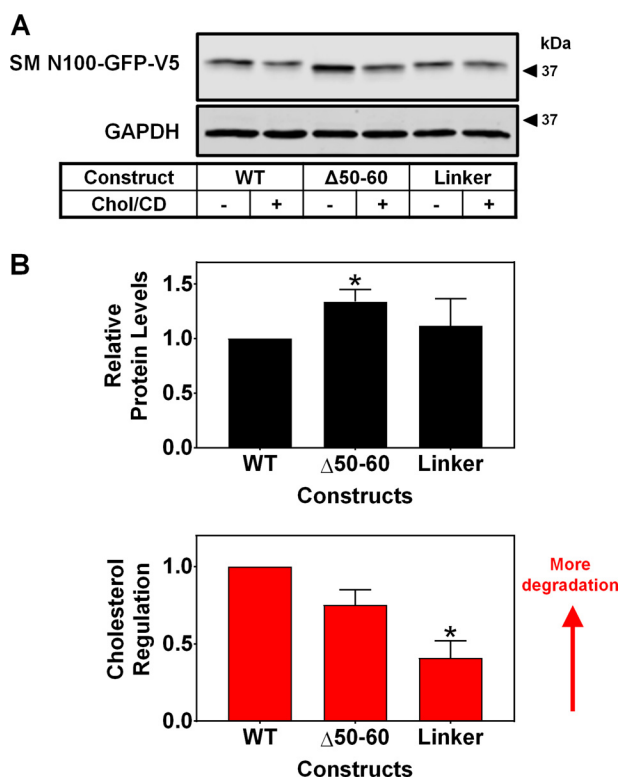 A
kDa
SM N100-GFP-V5
◄ 37
GAPDH
◄ 37
Construct WT Δ50-60 Linker
Chol/CD - + - + - +
B
Relative
Protein Levels
1.5
1.0
0.5
0.0
*
WT Δ50-60 Linker
Constructs
Cholesterol
Regulation
1.0
0.5
0.0
*
More
degradation
WT Δ50-60 Linker
Constructs